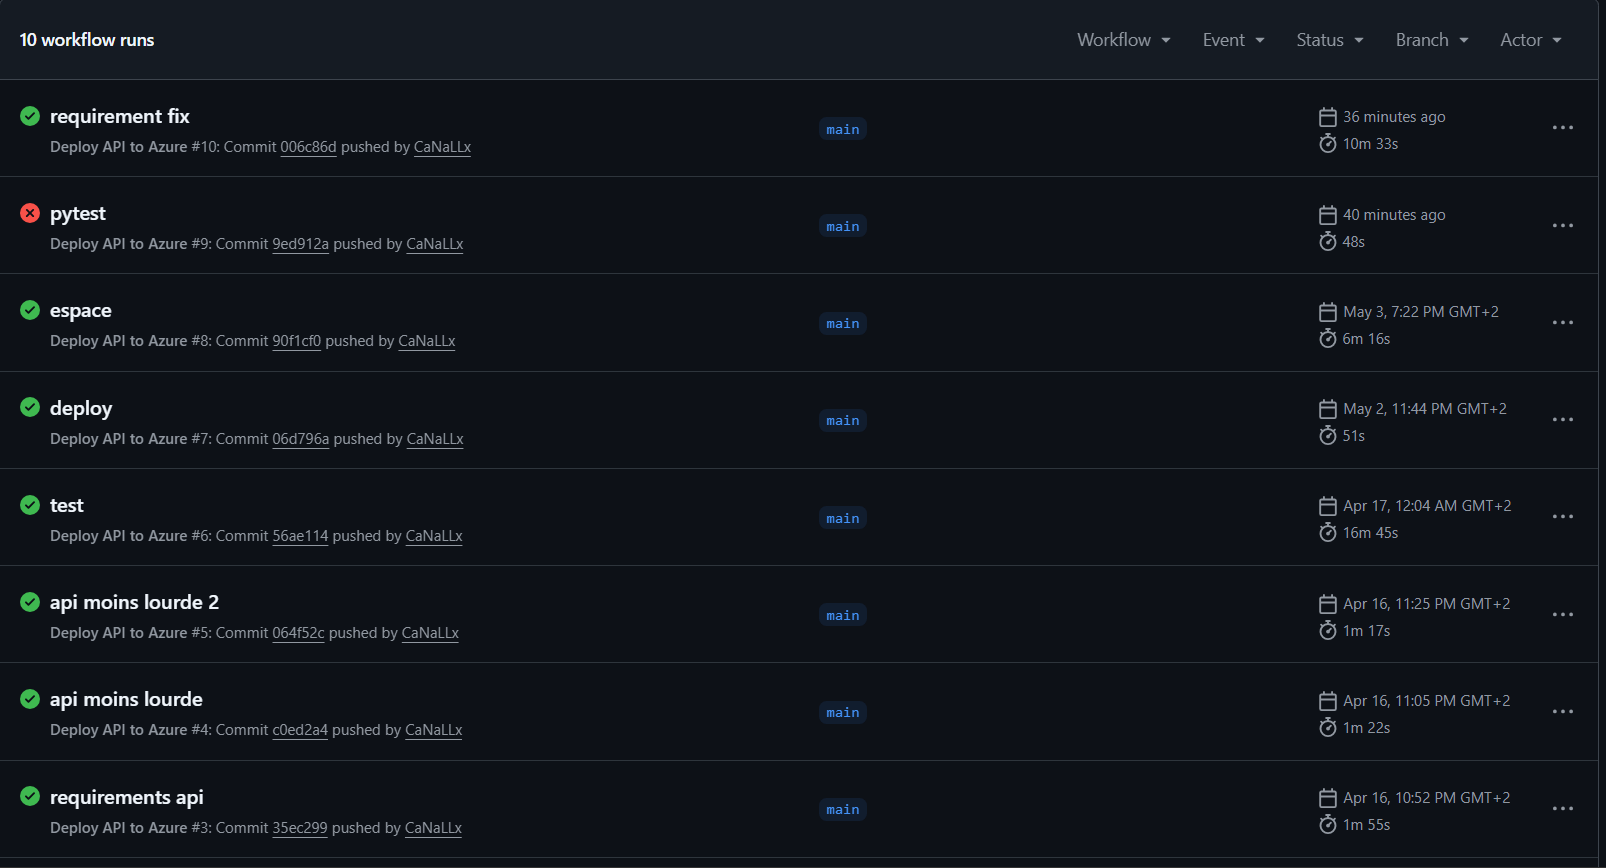 10 workflow runs
Workflow Event Status Branch Actor
requirement fix
Deploy API to Azure #10: Commit 006c86d pushed by CaNaLLx
main
36 minutes ago
10m 33s
pytest
Deploy API to Azure #9: Commit 9ed912a pushed by CaNaLLx
main
40 minutes ago
48s
espace
Deploy API to Azure #8: Commit 90f1cf0 pushed by CaNaLLx
main
May 3, 7:22 PM GMT+2
6m 16s
deploy
Deploy API to Azure #7: Commit 06d796a pushed by CaNaLLx
main
May 2, 11:44 PM GMT+2
51s
test
Deploy API to Azure #6: Commit 56ae114 pushed by CaNaLLx
main
Apr 17, 12:04 AM GMT+2
16m 45s
api moins lourde 2
Deploy API to Azure #5: Commit 064f52c pushed by CaNaLLx
main
Apr 16, 11:25 PM GMT+2
1m 17s
api moins lourde
Deploy API to Azure #4: Commit c0ed2a4 pushed by CaNaLLx
main
Apr 16, 11:05 PM GMT+2
1m 22s
requirements api
Deploy API to Azure #3: Commit 35ec299 pushed by CaNaLLx
main
Apr 16, 10:52 PM GMT+2
1m 55s